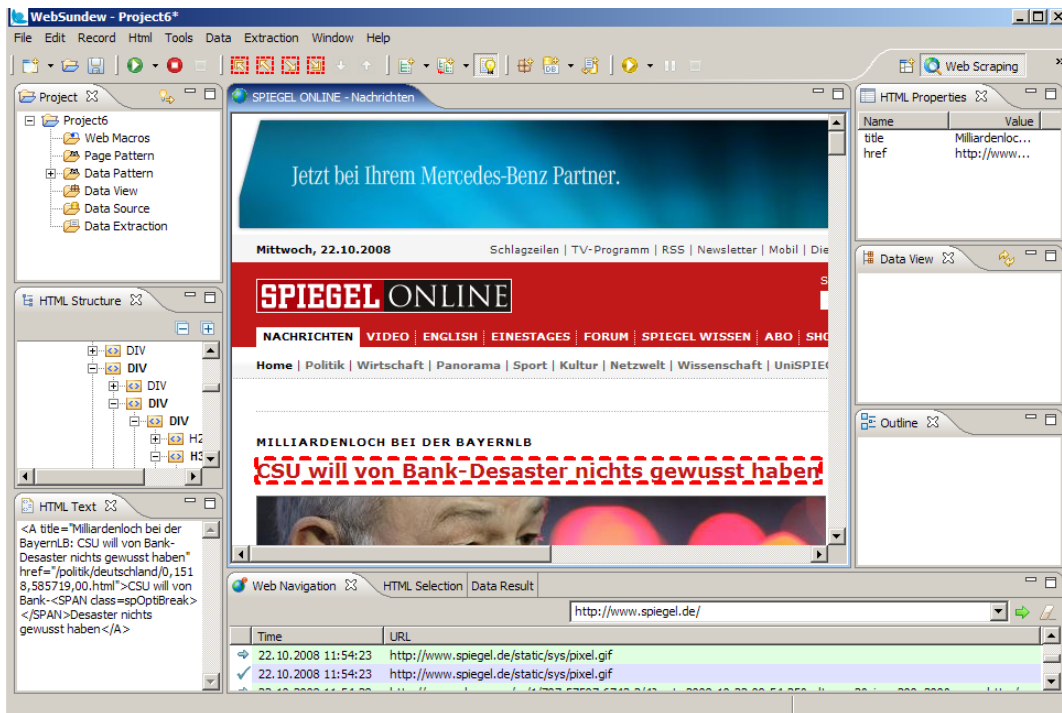 WebSundew - Project6*
File Edit Record Html Tools Data Extraction Window Help
Web Scraping
Project
Project6
Web Macros
Page Pattern
Data Pattern
Data View
Data Source
Data Extraction
HTML Structure
DIV
DIV
DIV
DIV
DIV
H2
H3
HTML Text
<A title="Milliardenloch bei der
BayernLB: CSU will von Bank-
Desaster nichts gewusst haben"
href="/politik/deutschland/0,151
8,585719,00.html">CSU will von
Bank-<SPAN class=spOptiBreak>
</SPAN>Desaster nichts
gewusst haben</A>
SPIEGEL ONLINE - Nachrichten
Jetzt bei Ihrem Mercedes-Benz Partner.
Mittwoch, 22.10.2008 Schlagzeilen | TV-Programm | RSS | Newsletter | Mobil | Die
S
SPIEGEL ONLINE
NACHRICHTEN VIDEO ENGLISH EINESTAGES FORUM SPIEGEL WISSEN ABO SHO
Home | Politik | Wirtschaft | Panorama | Sport | Kultur | Netzwelt | Wissenschaft | UniSPIE
MILLIARDENLOCH BEI DER BAYERNLB
CSU will von Bank-Desaster nichts gewusst haben
Web Navigation HTML Selection Data Result
http://www.spiegel.de/
Time URL
22.10.2008 11:54:23 http://www.spiegel.de/static/sys/pixel.gif
22.10.2008 11:54:23 http://www.spiegel.de/static/sys/pixel.gif
HTML Properties
Name Value
title Milliardenloc...
href http://www...
Data View
Outline